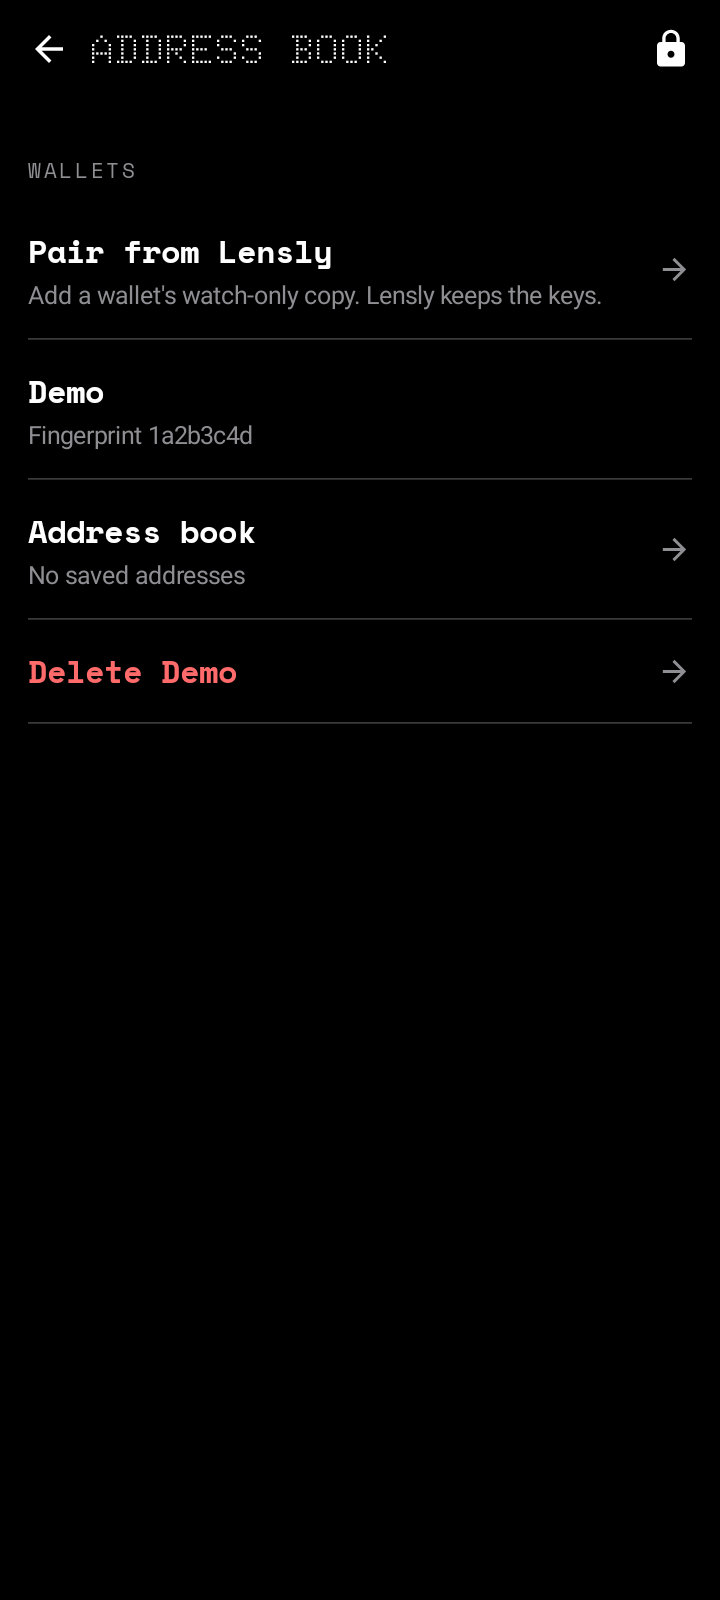 ADDRESS BOOK
WALLETS
Pair from Lensly
Add a wallet's watch-only copy. Lensly keeps the keys.
Demo
Fingerprint 1a2b3c4d
Address book
No saved addresses
Delete Demo